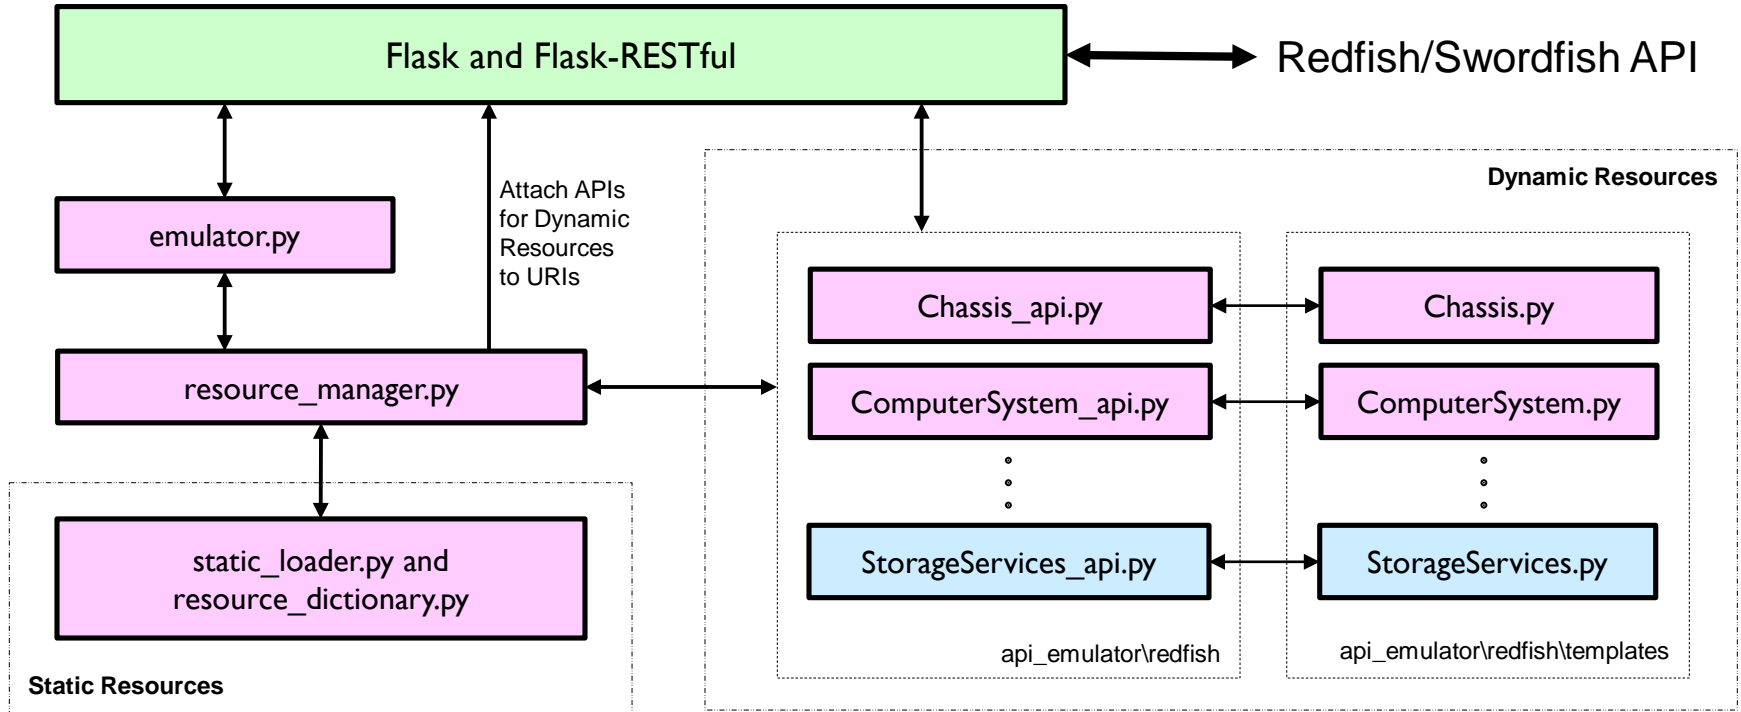 Flask and Flask-RESTful
Redfish/Swordfish API
Attach APIs
for Dynamic
Resources
to URIs
emulator.py
resource_manager.py
static_loader.py and
resource_dictionary.py
Static Resources
Dynamic Resources
Chassis_api.py
Chassis.py
ComputerSystem_api.py
ComputerSystem.py
StorageServices_api.py
StorageServices.py
api_emulator\redfish
api_emulator\redfish\templates